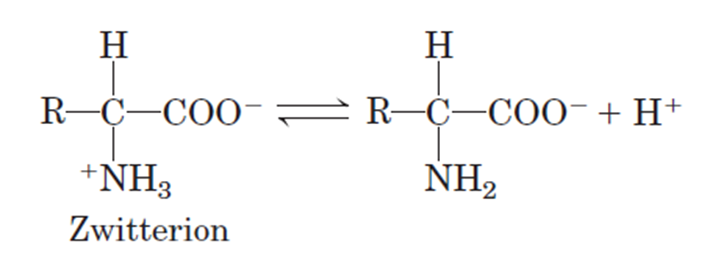 H H
R—C—COO⁻ ⇌ R—C—COO⁻ + H⁺
⁺NH₃ NH₂
Zwitterion